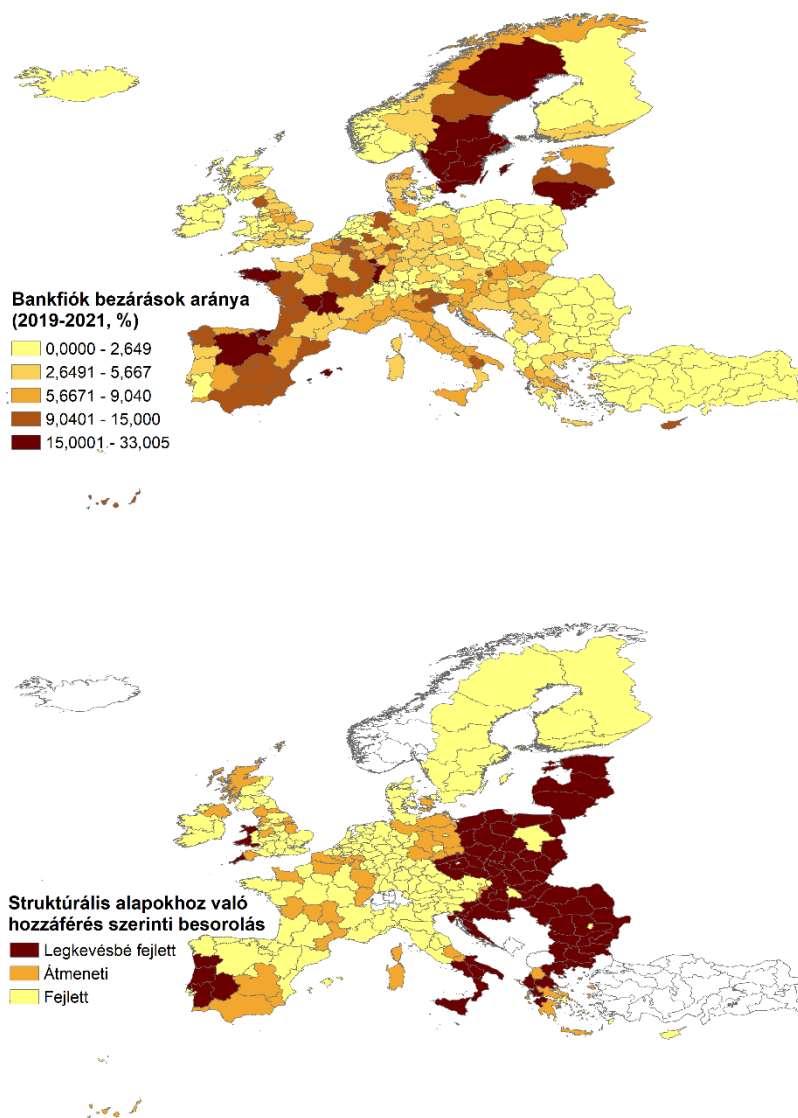 Bankfiók bezárások aránya
(2019-2021, %)
0,0000 - 2,649
2,6491 - 5,667
5,6671 - 9,040
9,0401 - 15,000
15,0001 - 33,005
Struktúrális alapokhoz való
hozzáférés szerinti besorolás
Legkevésbé fejlett
Átmeneti
Fejlett